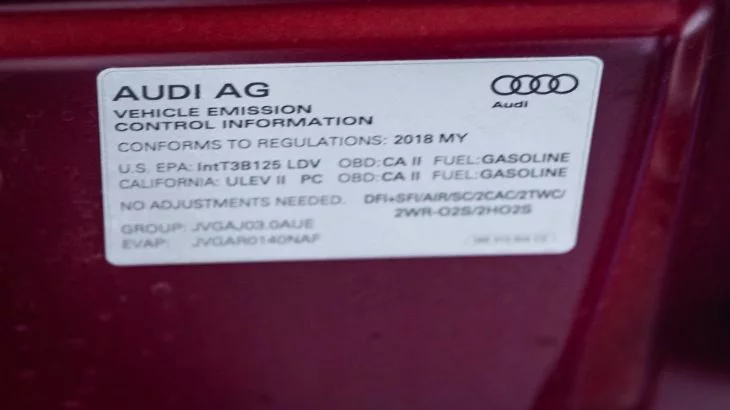 AUDI AG
Audi
VEHICLE EMISSION
CONTROL INFORMATION
CONFORMS TO REGULATIONS: 2018 MY
U.S. EPA: IntT3B125 LDV OBD: CA II FUEL: GASOLINE
CALIFORNIA: ULEV II PC OBD: CA II FUEL: GASOLINE
NO ADJUSTMENTS NEEDED. DFI+SFI/AIR/SC/2CAC/2TWC/
2WR-O2S/2HO2S
GROUP: JVGAJ03.0AUE
EVAP: JVGAR0140NAF